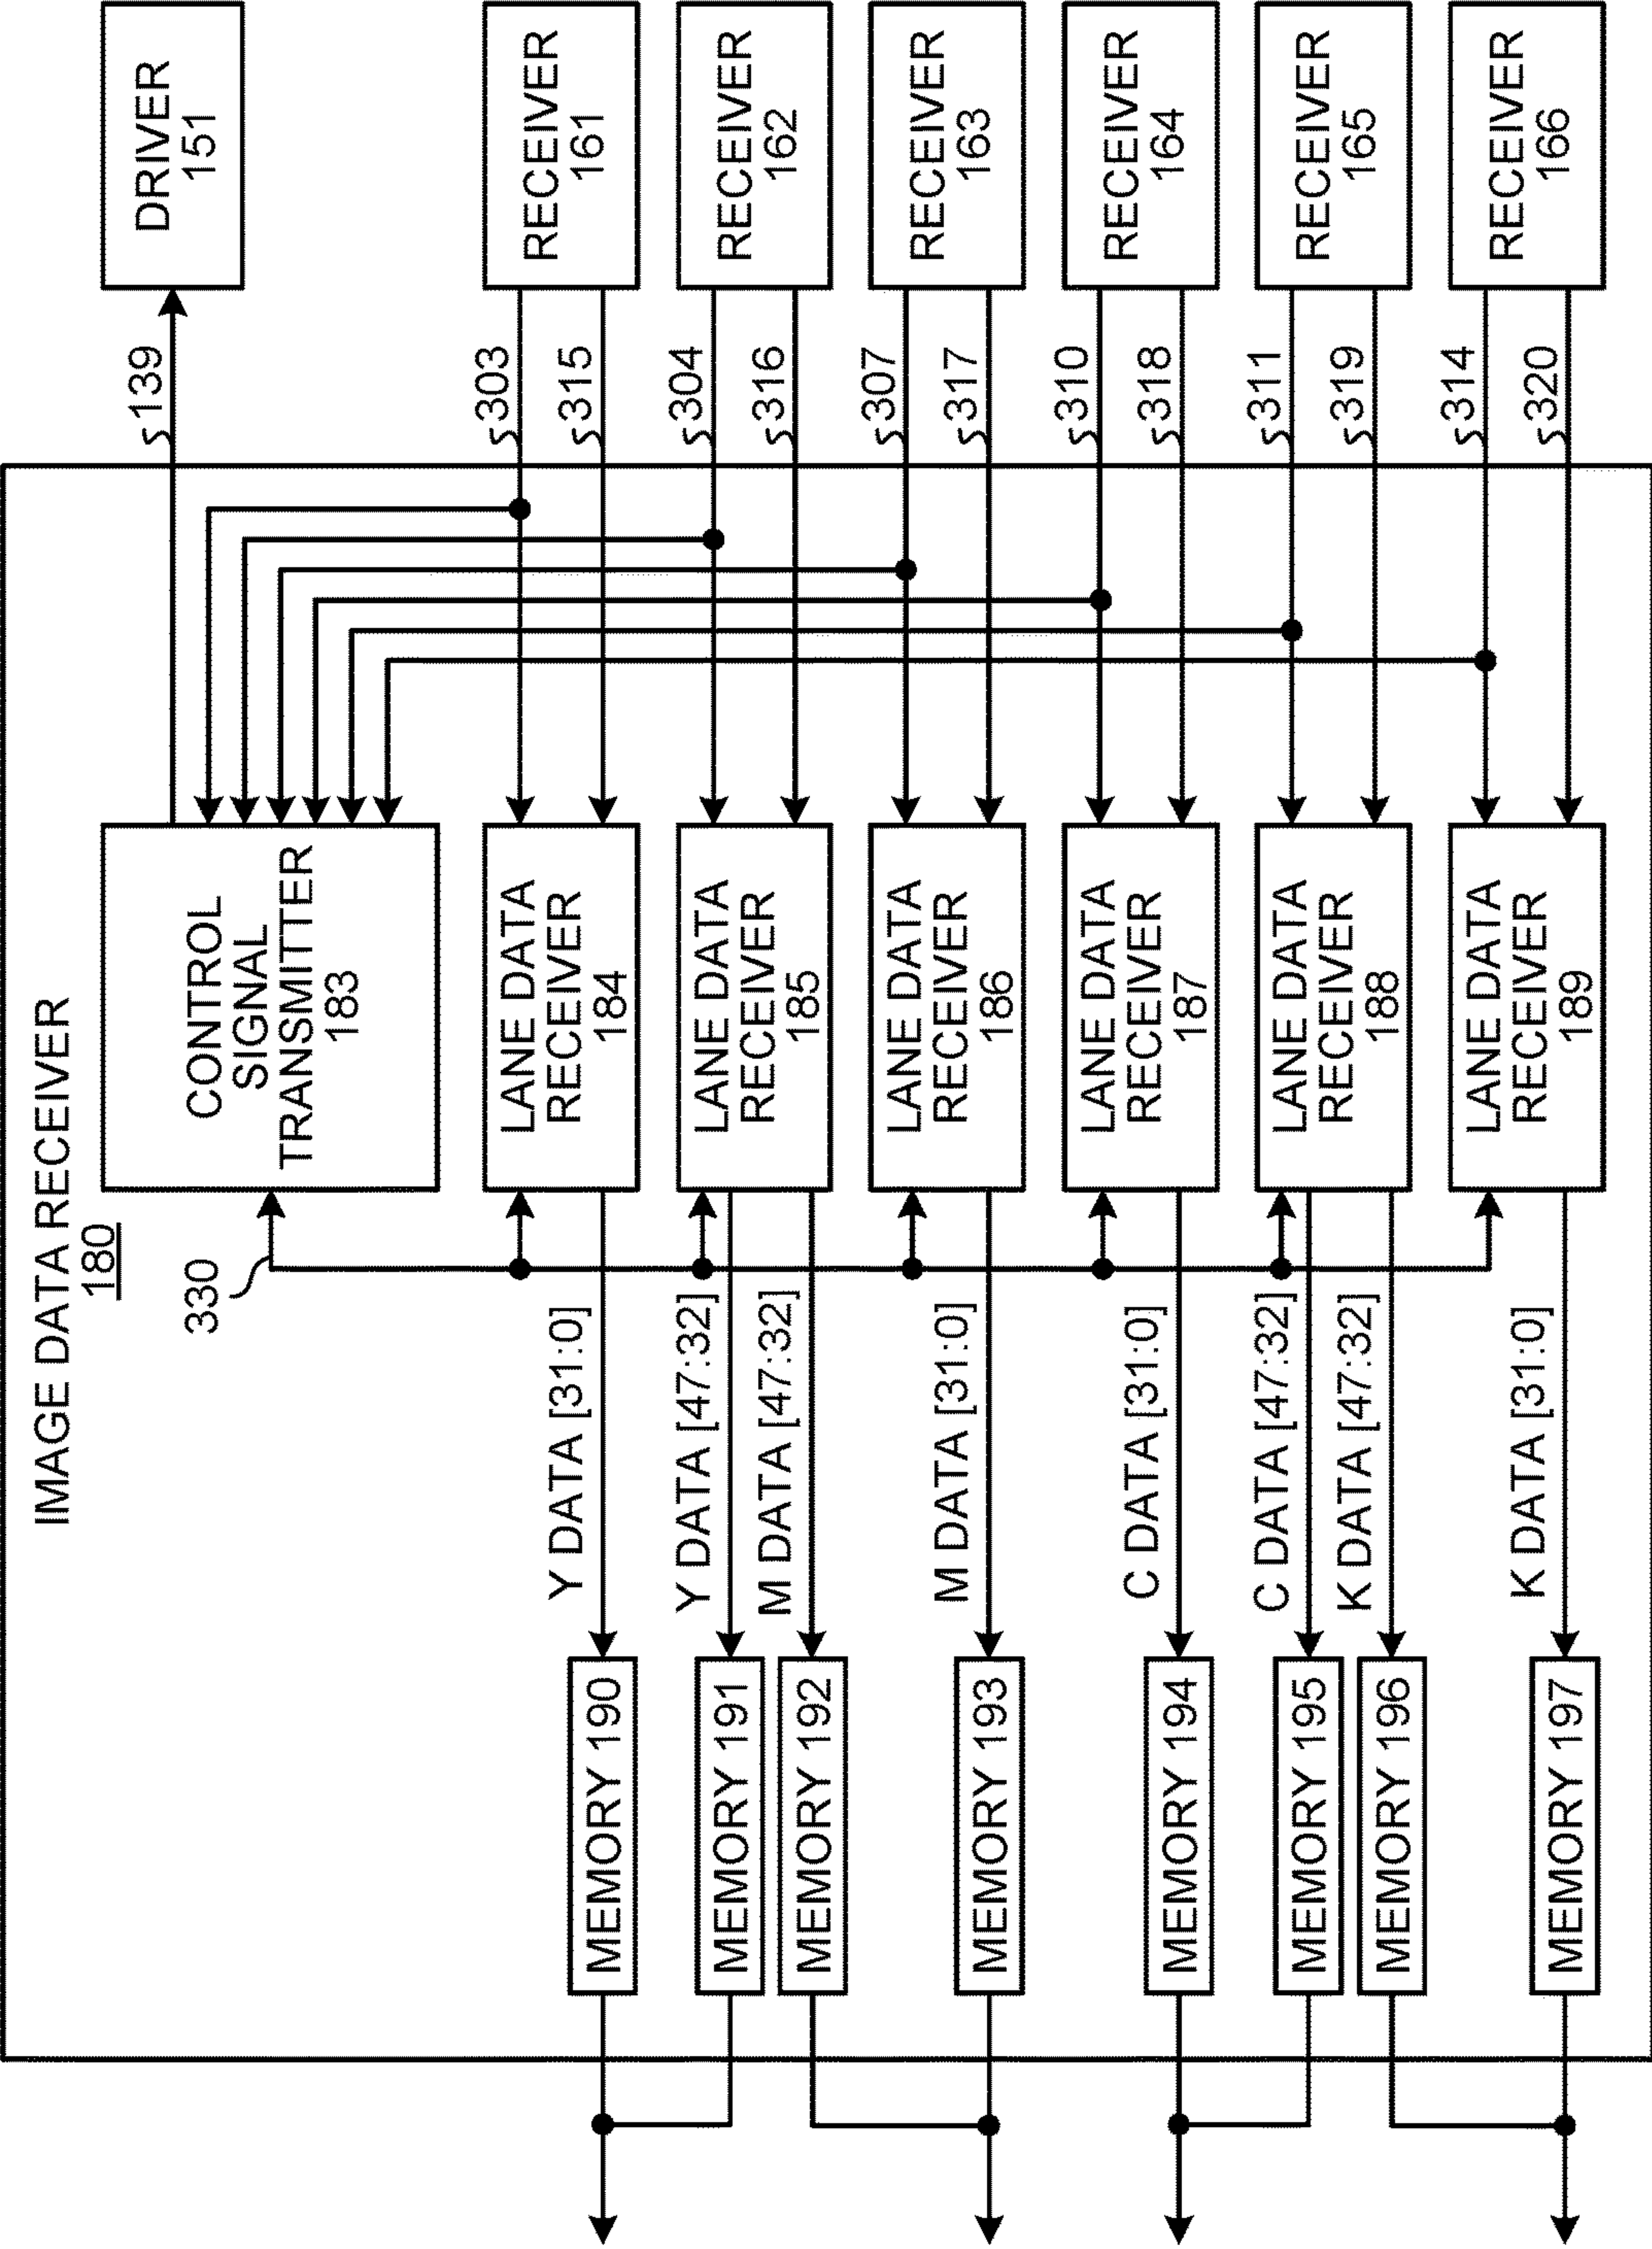 IMAGE DATA RECEIVER
180
DRIVER
151
139
CONTROL
SIGNAL
TRANSMITTER
183
330
RECEIVER
161
303
315
LANE DATA
RECEIVER
184
Y DATA [31:0]
MEMORY 190
RECEIVER
162
304
316
LANE DATA
RECEIVER
185
Y DATA [47:32]
M DATA [47:32]
MEMORY 191
MEMORY 192
RECEIVER
163
307
317
LANE DATA
RECEIVER
186
M DATA [31:0]
MEMORY 193
RECEIVER
164
310
318
LANE DATA
RECEIVER
187
C DATA [31:0]
MEMORY 194
RECEIVER
165
311
319
LANE DATA
RECEIVER
188
C DATA [47:32]
K DATA [47:32]
MEMORY 195
MEMORY 196
RECEIVER
166
314
320
LANE DATA
RECEIVER
189
K DATA [31:0]
MEMORY 197